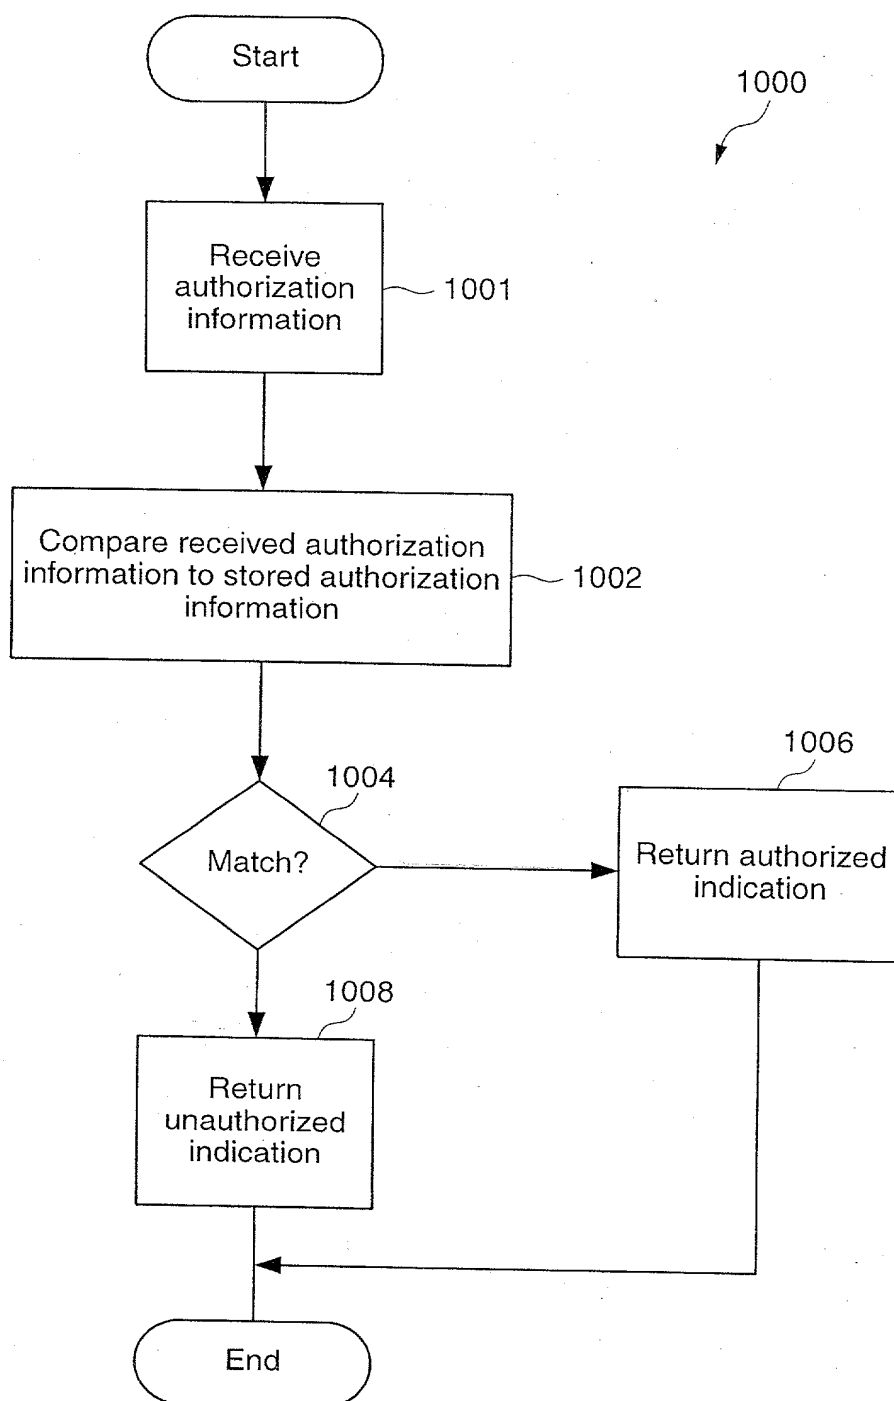 Start
1000
Receive
authorization
information
1001
Compare received authorization
information to stored authorization
information
1002
1004
Match?
1006
Return authorized
indication
1008
Return
unauthorized
indication
End